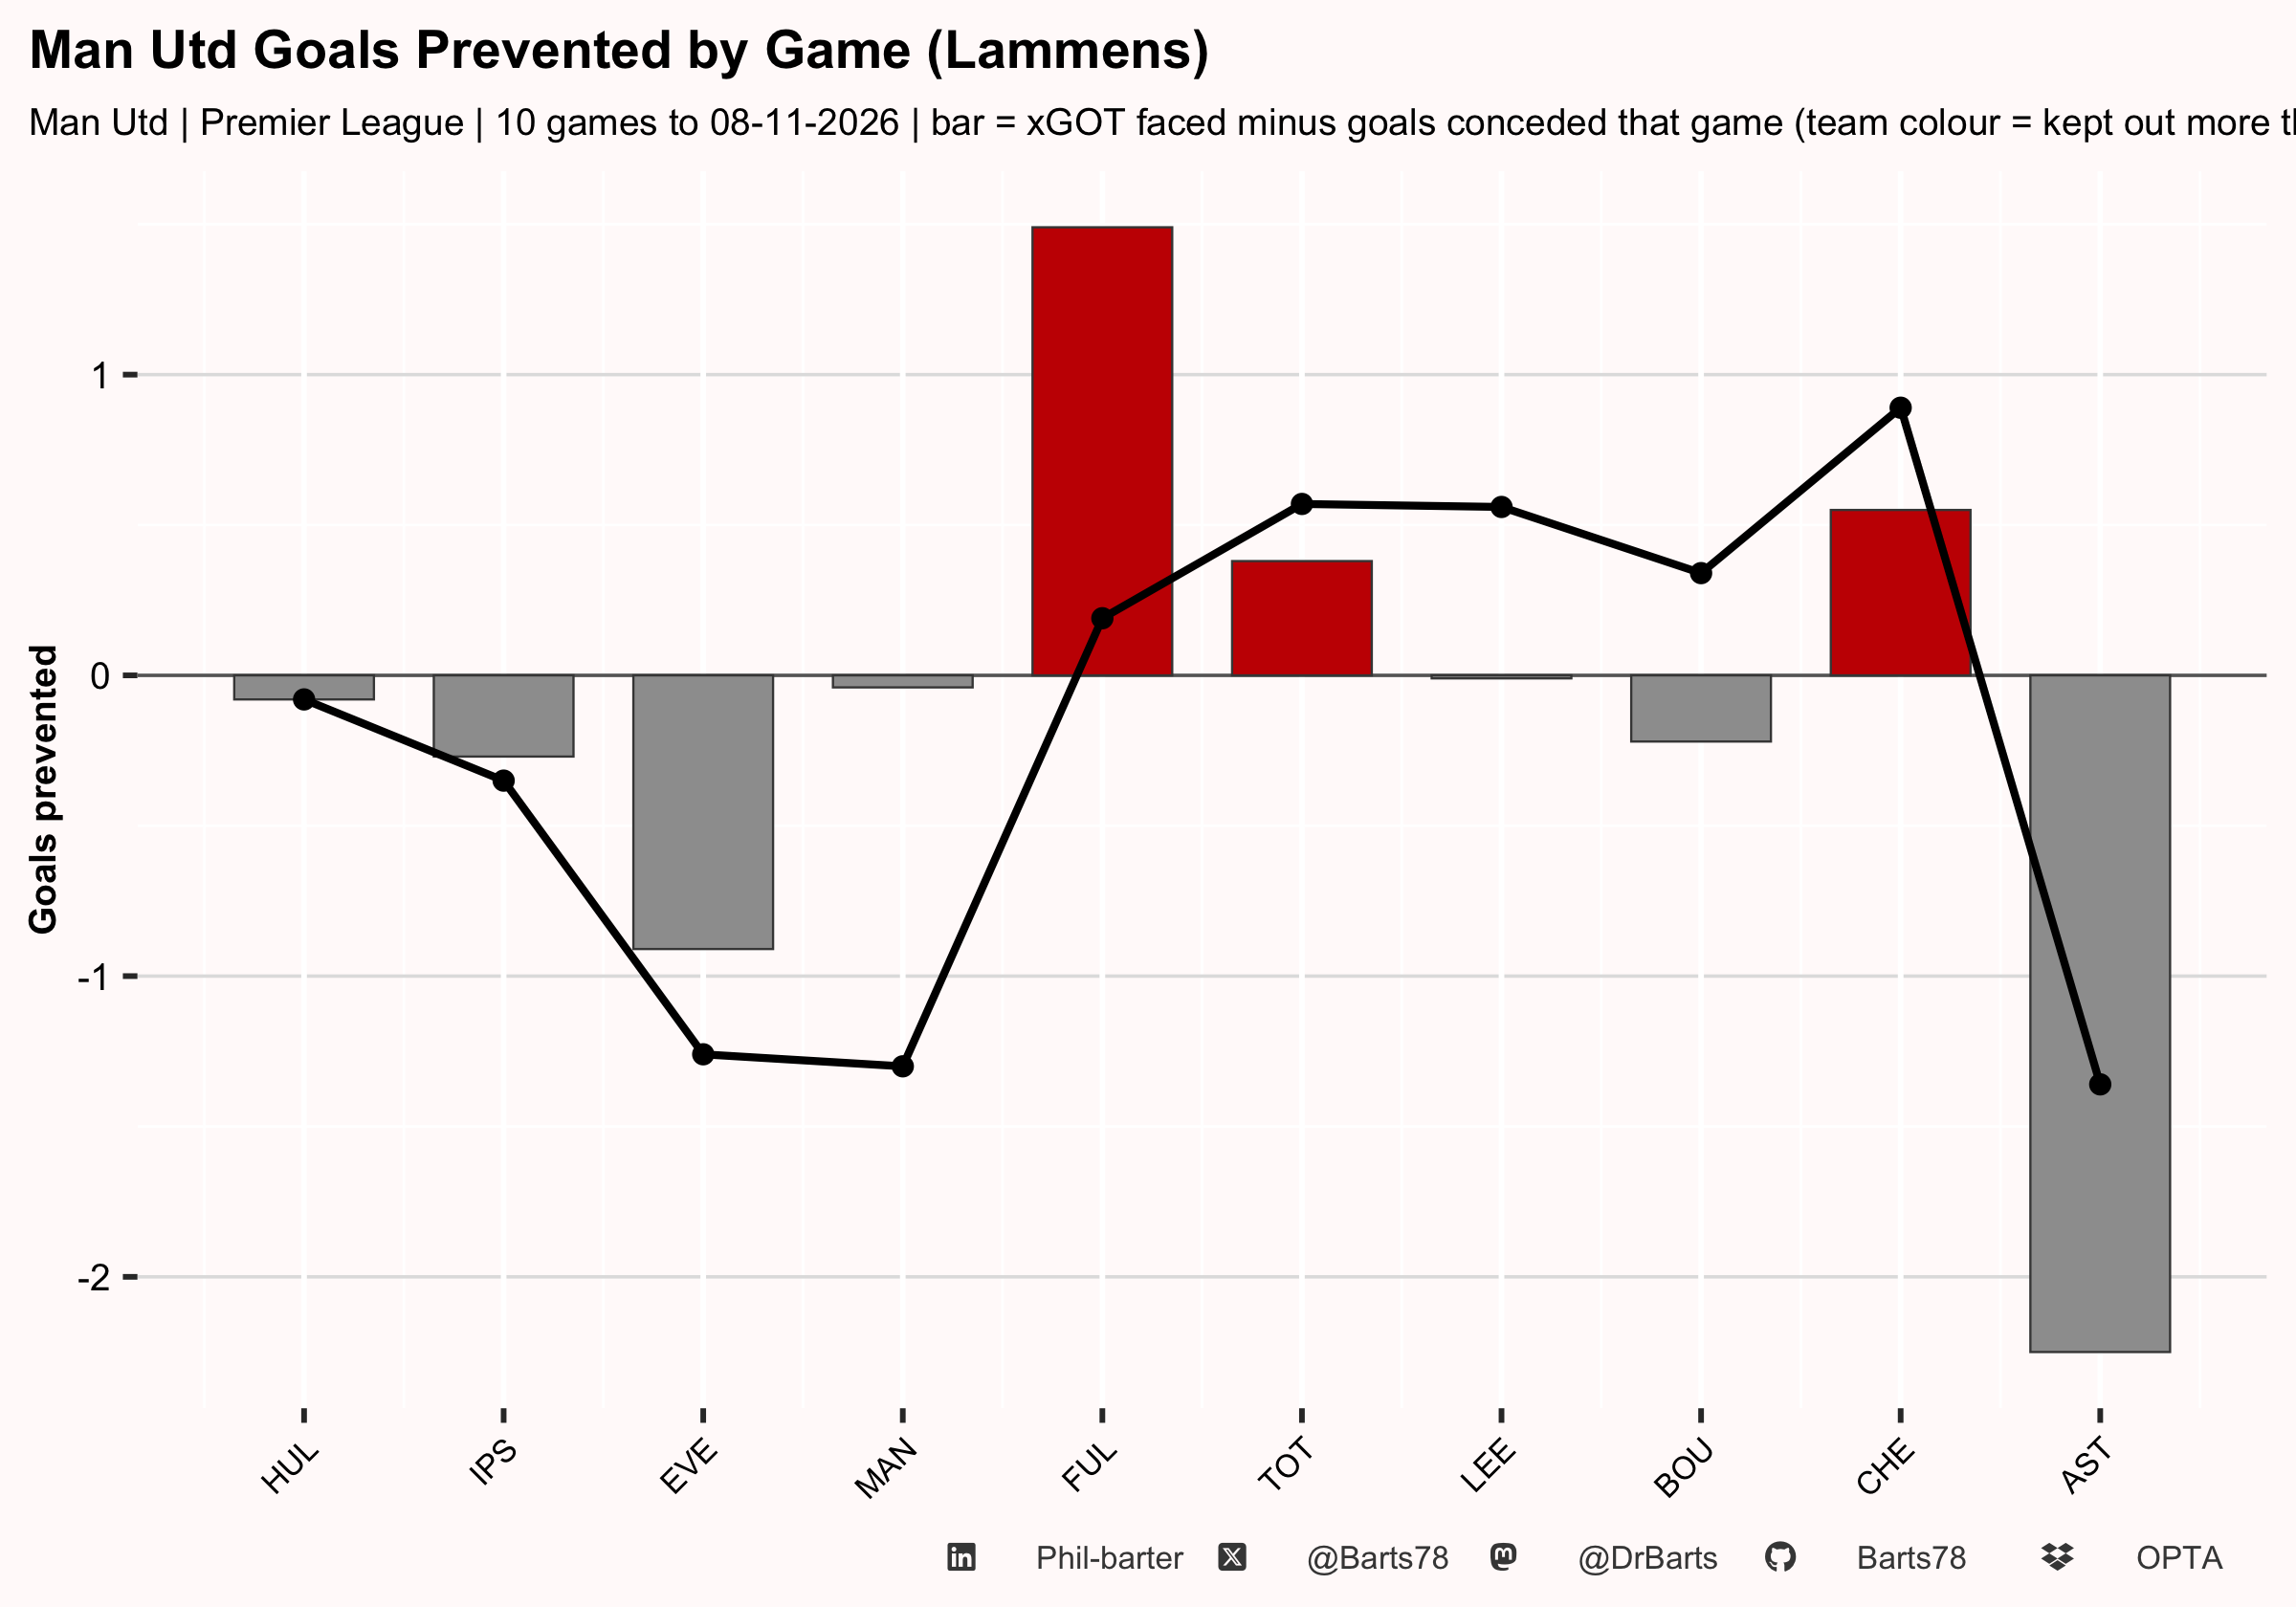 Man Utd Goals Prevented by Game (Lammens)
Man Utd | Premier League | 10 games to 08-11-2026 | bar = xGOT faced minus goals conceded that game (team colour = kept out more
1
0
-1
-2
Goals prevented
HUL IPS EVE MAN FUL TOT LEE BOU CHE AST
Phil-barter @Barts78 @DrBarts Barts78 OPTA